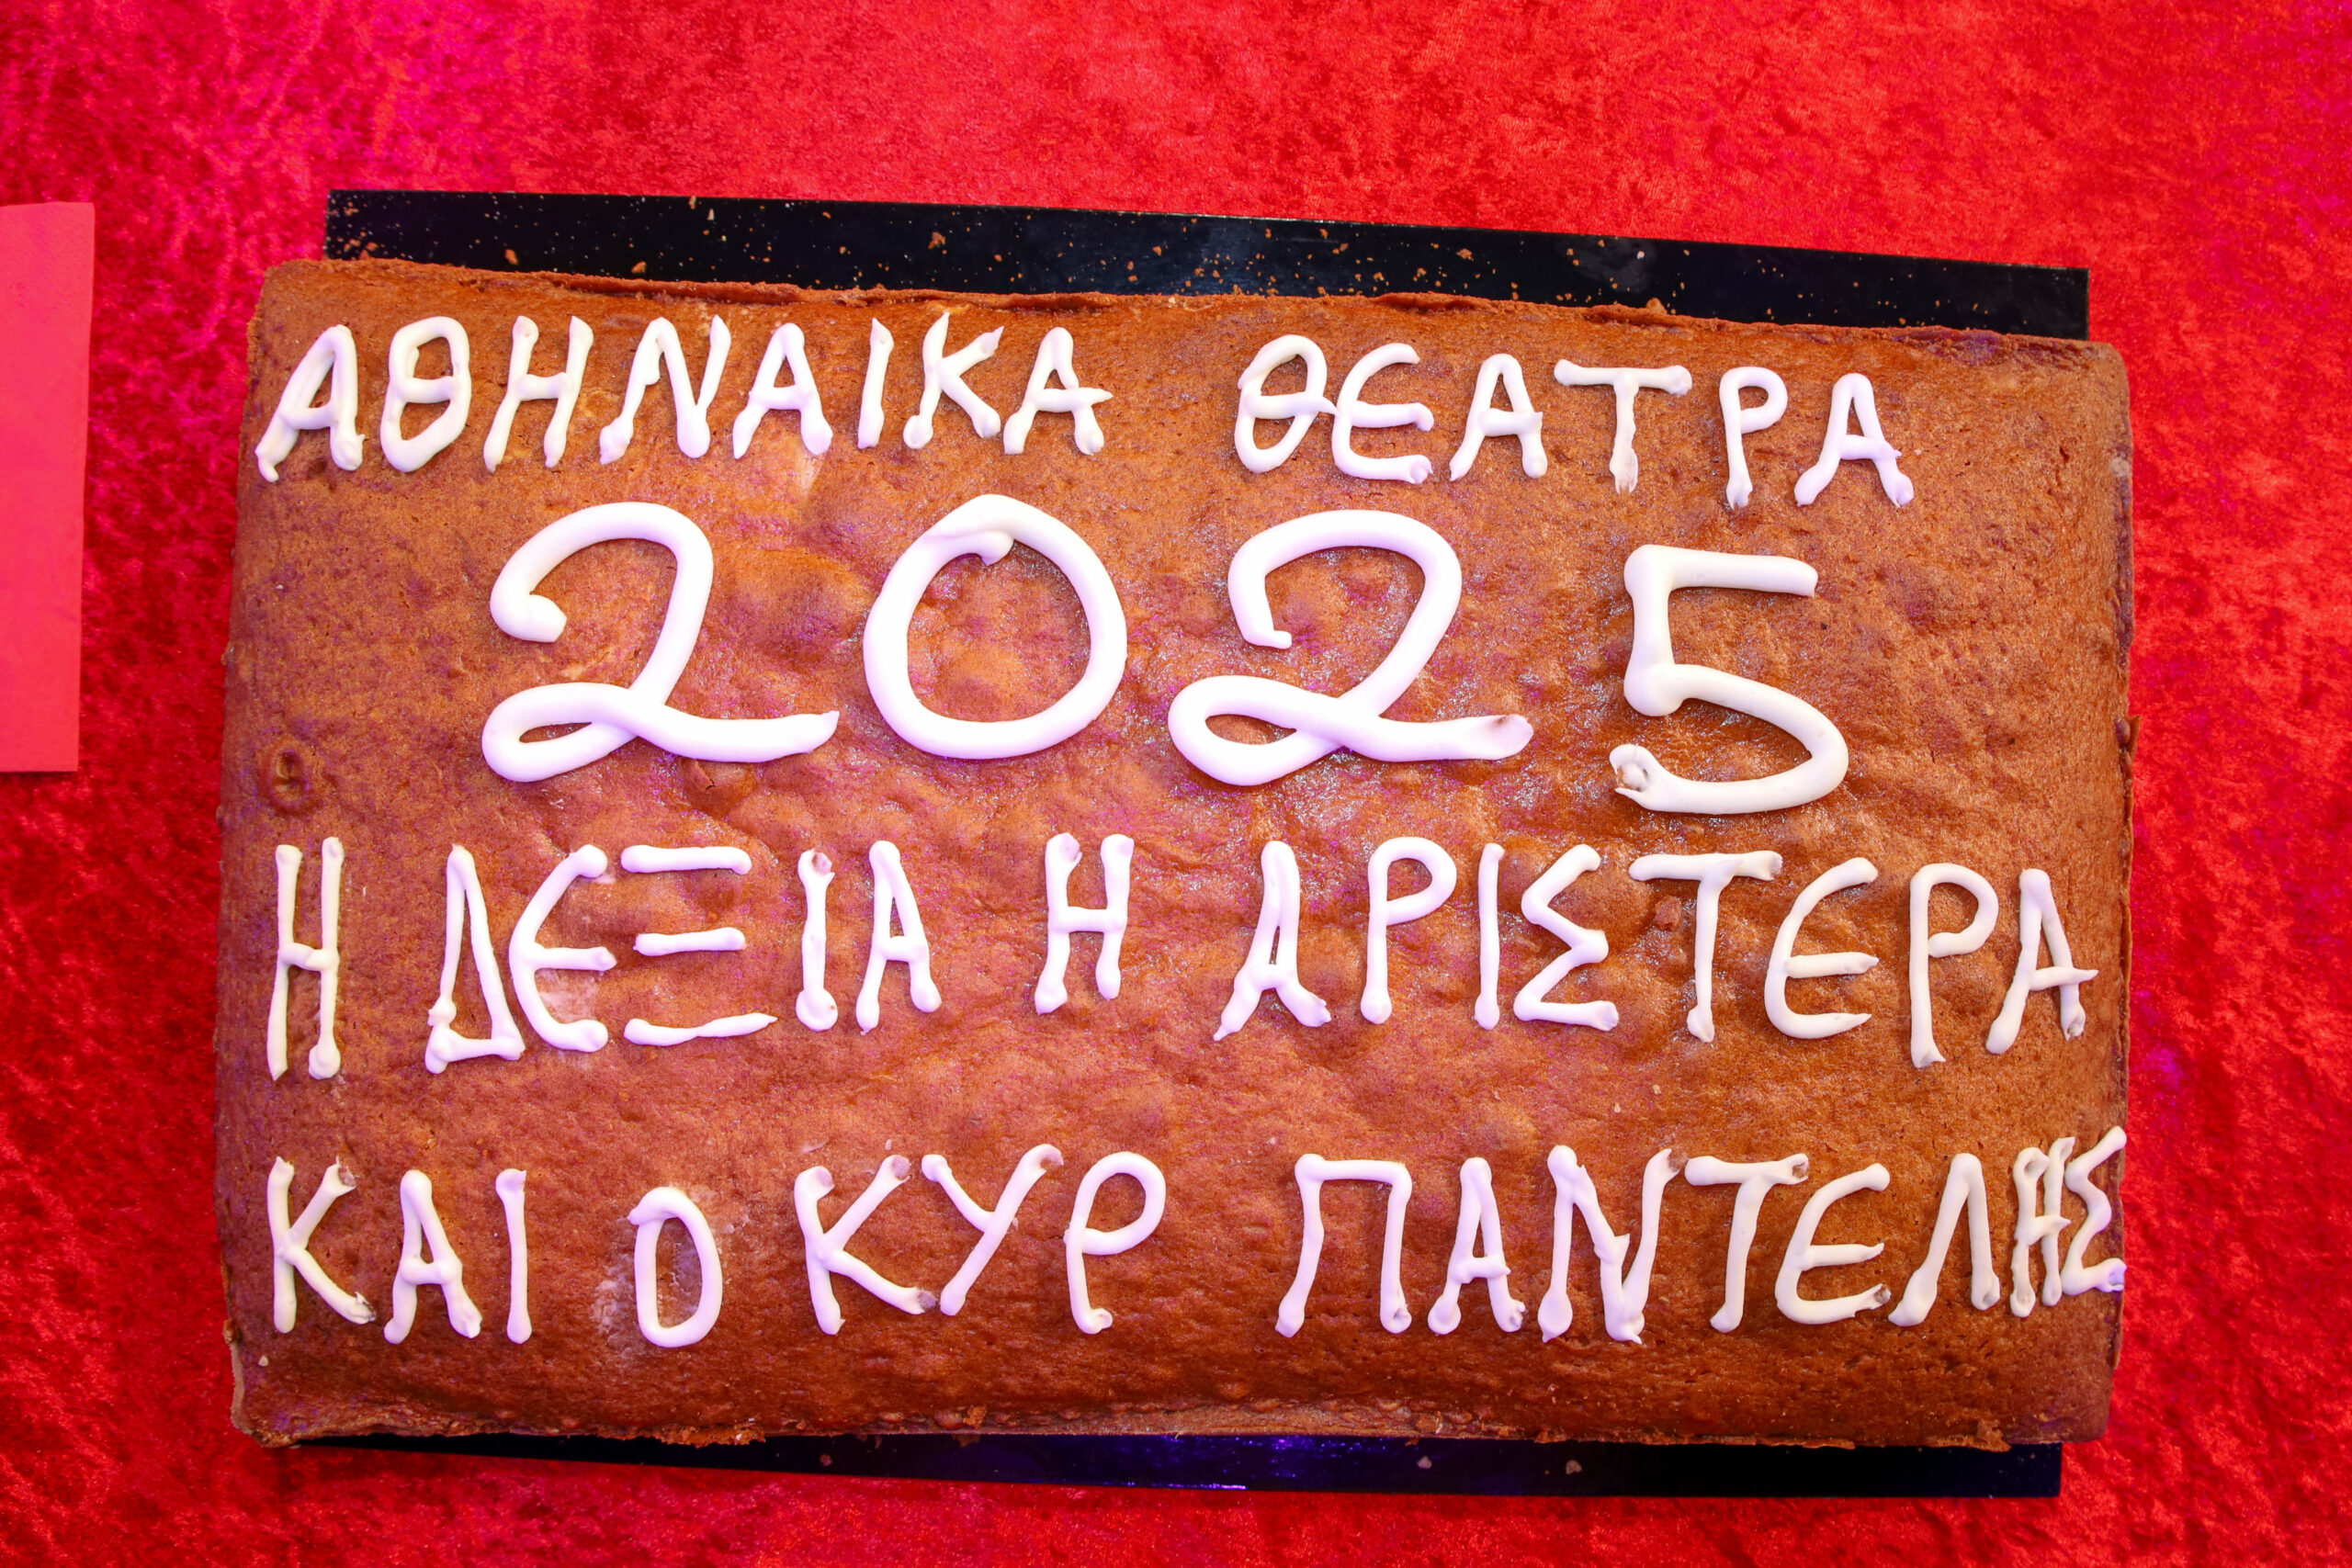 ΑΘΗΝΑΙΚΑ ΘΕΑΤΡΑ
2025
Η ΔΕΞΙΑ Η ΑΡΙΣΤΕΡΑ
ΚΑΙ Ο ΚΥΡ ΠΑΝΤΕΛΗΣ